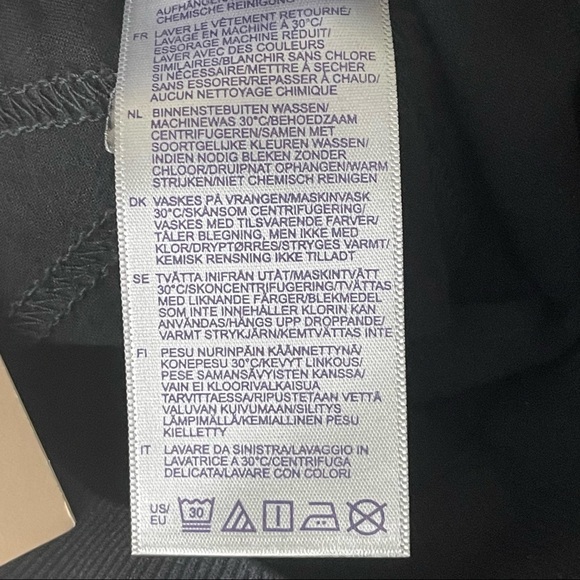 AUFHÄNGEN
CHEMISCHE REINIGUNG
FR LAVER LE VÊTEMENT RETOURNÉ/
LAVAGE EN MACHINE À 30°C/
ESSORAGE MACHINE RÉDUIT/
LAVER AVEC DES COULEURS
SIMILAIRES/BLANCHIR SANS CHLORE
SI NÉCESSAIRE/METTRE À SÉCHER
SANS ESSORER/REPASSER À CHAUD/
AUCUN NETTOYAGE CHIMIQUE
NL BINNENSTEBUITEN WASSEN/
MACHINEWAS 30°C/BEHOEDZAAM
CENTRIFUGEREN/SAMEN MET
SOORTGELIJKE KLEUREN WASSEN/
INDIEN NODIG BLEKEN ZONDER
CHLOOR/DRUIPNAT OPHANGEN/WARM
STRIJKEN/NIET CHEMISCH REINIGEN
DK VASKES PÅ VRANGEN/MASKINVASK
30°C/SKÅNSOM CENTRIFUGERING/
VASKES MED TILSVARENDE FARVER/
TÅLER BLEGNING, MEN IKKE MED
KLOR/DRYPTØRRES/STRYGES VARMT/
KEMISK RENSNING IKKE TILLADT
SE TVÄTTA INIFRÅN UTÅT/MASKINTVÄTT
30°C/SKONCENTRIFUGERING/TVÄTTAS
MED LIKNANDE FÄRGER/BLEKMEDEL
SOM INTE INNEHÅLLER KLORIN KAN
ANVÄNDAS/HÄNGS UPP DROPPANDE/
VARMT STRYKJÄRN/KEMTVÄTTAS INTE
FI PESU NURINPÄIN KÄÄNNETTYNÄ/
KONEPESU 30°C/KEVYT LINKOUS/
PESE SAMANSÄVYISTEN KANSSA/
VAIN EI KLOORIVALKAISUA
TARVITTAESSA/RIPUSTETAAN VETTÄ
VALUVAN KUIVUMAAN/SILITYS
LÄMPIMÄLLÄ/KEMIALLINEN PESU
KIELLETTY
IT LAVARE DA SINISTRA/LAVAGGIO IN
LAVATRICE A 30°C/CENTRIFUGA
DELICATA/LAVARE CON COLORI
US/
EU 30